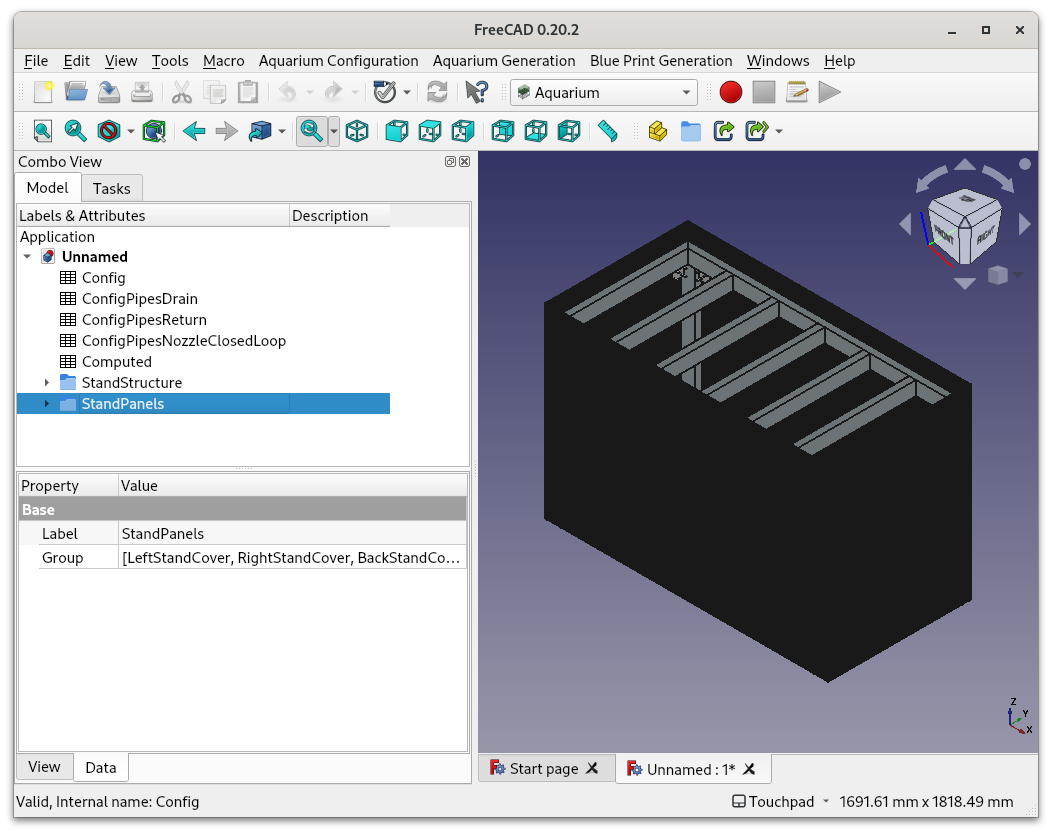 FreeCAD 0.20.2
File Edit View Tools Macro Aquarium Configuration Aquarium Generation Blue Print Generation Windows Help
Aquarium
Combo View
Model Tasks
Labels & Attributes Description
Application
Unnamed
Config
ConfigPipesDrain
ConfigPipesReturn
ConfigPipesNozzleClosedLoop
Computed
StandStructure
StandPanels
Property Value
Base
Label StandPanels
Group [LeftStandCover, RightStandCover, BackStandCo…
View Data
FRONT RIGHT
Z
Y
X
Start page Unnamed : 1*
Valid, Internal name: Config Touchpad 1691.61 mm x 1818.49 mm